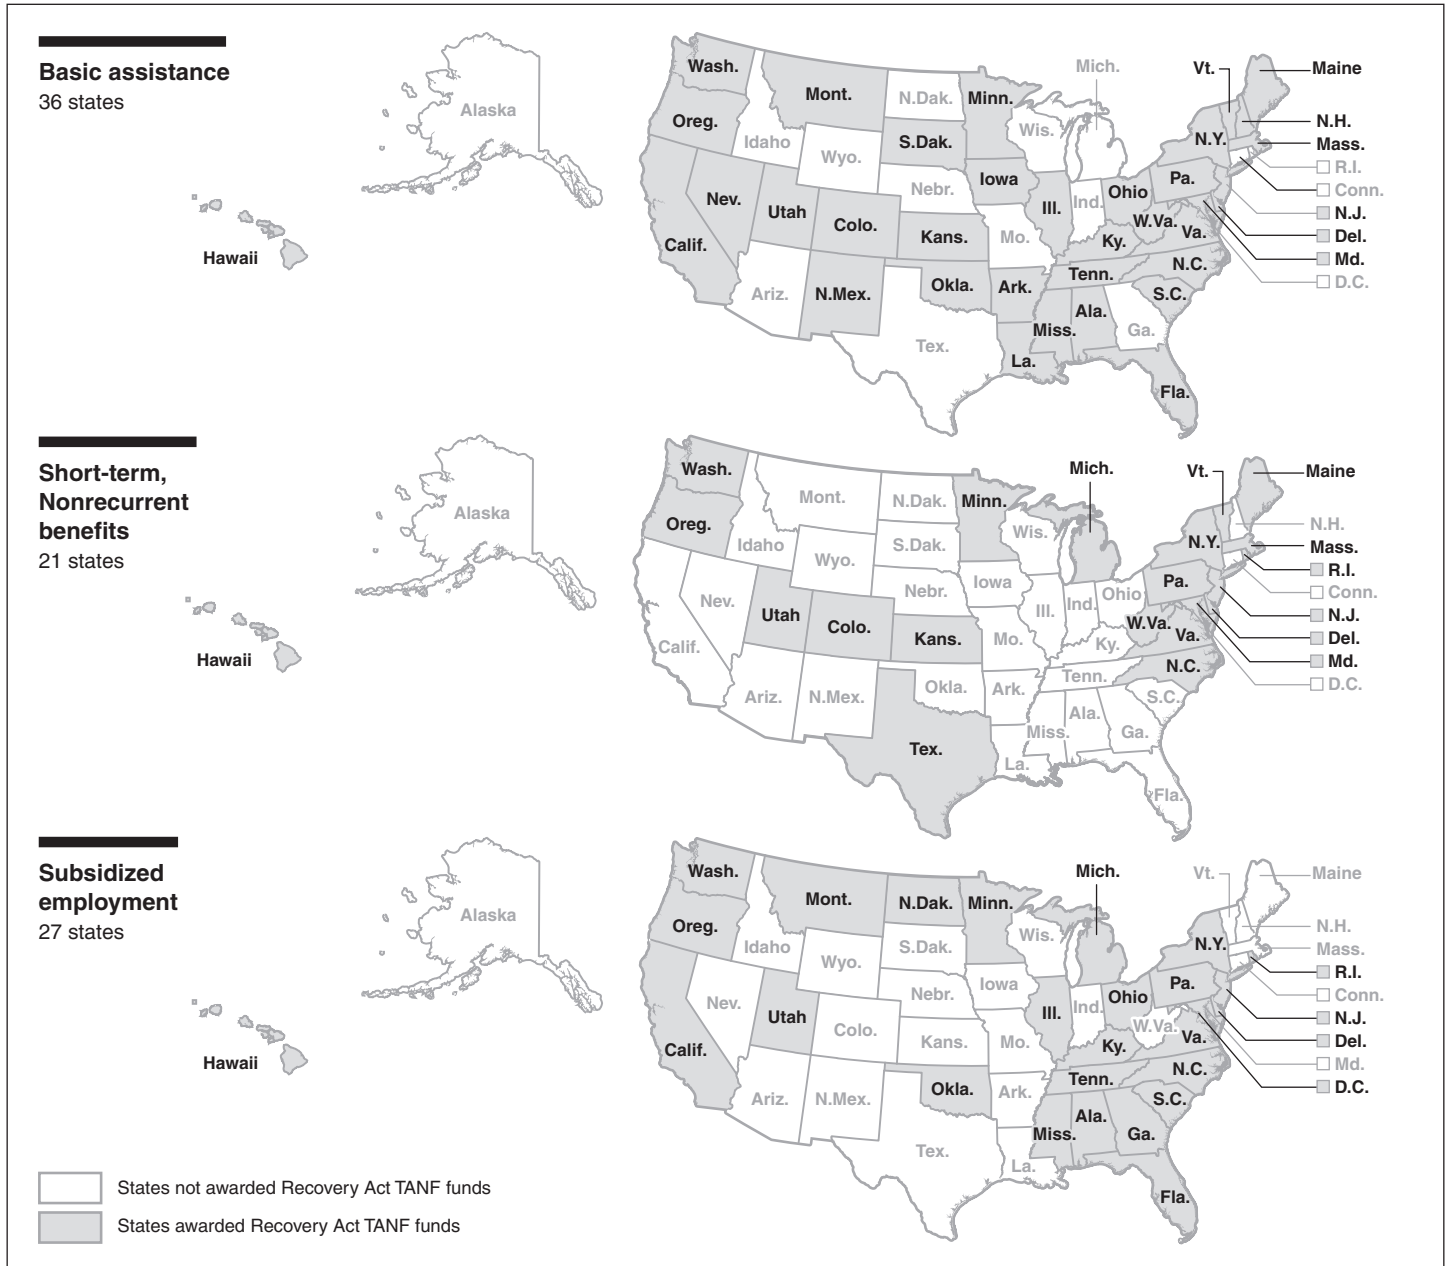 Basic assistance
36 states
Alaska
Hawaii
Wash.
Oreg.
Calif.
Idaho
Nev.
Mont.
Wyo.
Utah
Ariz.
Colo.
N.Mex.
N.Dak.
S.Dak.
Nebr.
Kans.
Okla.
Tex.
Minn.
Iowa
Mo.
Ark.
La.
Wis.
Ill.
Mich.
Ind.
Ohio
Ky.
Tenn.
Miss.
Ala.
Ga.
Fla.
S.C.
N.C.
Va.
W.Va.
Pa.
N.Y.
Vt.
Maine
N.H.
Mass.
R.I.
Conn.
N.J.
Del.
Md.
D.C.
Short-term,
Nonrecurrent
benefits
21 states
Alaska
Hawaii
Wash.
Oreg.
Calif.
Idaho
Nev.
Mont.
Wyo.
Utah
Ariz.
Colo.
N.Mex.
N.Dak.
S.Dak.
Nebr.
Kans.
Okla.
Tex.
Minn.
Iowa
Mo.
Ark.
La.
Wis.
Ill.
Mich.
Ind.
Ohio
Ky.
Tenn.
Miss.
Ala.
Ga.
Fla.
S.C.
N.C.
Va.
W.Va.
Pa.
N.Y.
Vt.
Maine
N.H.
Mass.
R.I.
Conn.
N.J.
Del.
Md.
D.C.
Subsidized
employment
27 states
Alaska
Hawaii
Wash.
Oreg.
Calif.
Idaho
Nev.
Mont.
Wyo.
Utah
Ariz.
Colo.
N.Mex.
N.Dak.
S.Dak.
Nebr.
Kans.
Okla.
Tex.
Minn.
Iowa
Mo.
Ark.
La.
Wis.
Ill.
Mich.
Ind.
Ohio
Ky.
Tenn.
Miss.
Ala.
Ga.
Fla.
S.C.
N.C.
Va.
W.Va.
Pa.
N.Y.
Vt.
Maine
N.H.
Mass.
R.I.
Conn.
N.J.
Del.
Md.
D.C.
States not awarded Recovery Act TANF funds
States awarded Recovery Act TANF funds